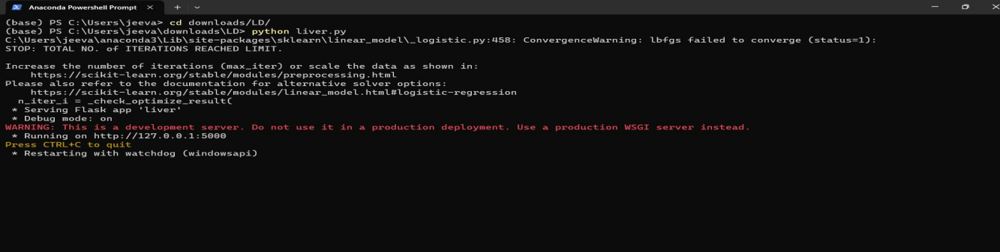 Anaconda Powershell Prompt
(base) PS C:\Users\jeeva> cd downloads/LD/
(base) PS C:\Users\jeeva\downloads\LD> python liver.py
C:\Users\jeeva\anaconda3\Lib\site-packages\sklearn\linear_model\_logistic.py:458: ConvergenceWarning: lbfgs failed to converge (status=1):
STOP: TOTAL NO. of ITERATIONS REACHED LIMIT.
Increase the number of iterations (max_iter) or scale the data as shown in:
    https://scikit-learn.org/stable/modules/preprocessing.html
Please also refer to the documentation for alternative solver options:
    https://scikit-learn.org/stable/modules/linear_model.html#logistic-regression
  n_iter_i = _check_optimize_result(
 * Serving Flask app 'liver'
 * Debug mode: on
WARNING: This is a development server. Do not use it in a production deployment. Use a production WSGI server instead.
 * Running on http://127.0.0.1:5000
Press CTRL+C to quit
 * Restarting with watchdog (windowsapi)